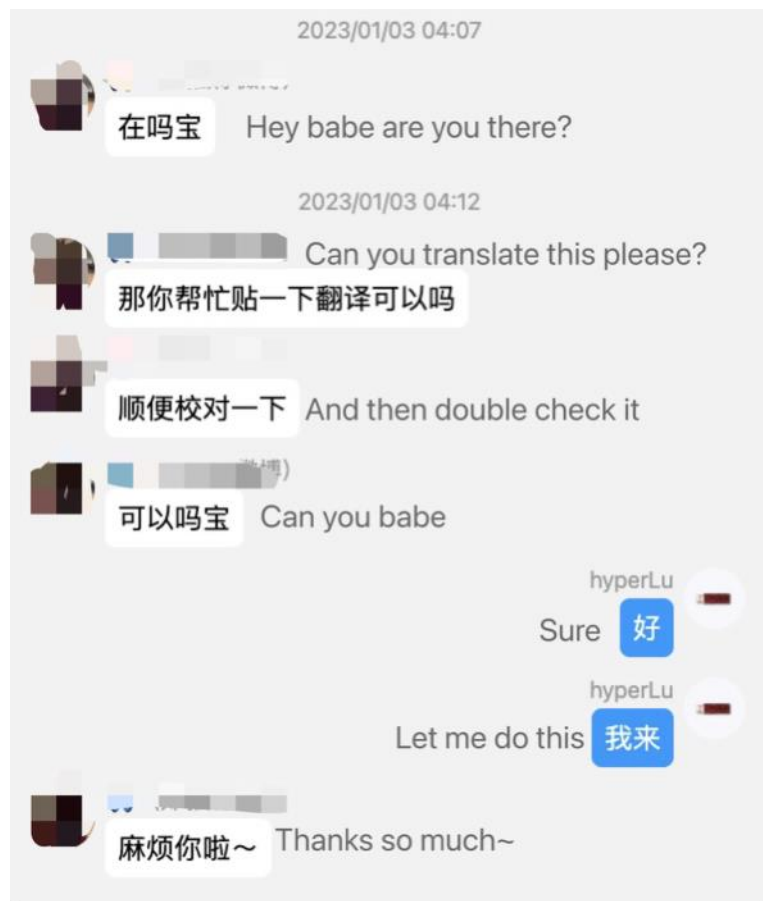 2023/01/03 04:07
在吗宝 Hey babe are you there?
2023/01/03 04:12
Can you translate this please?
那你帮忙贴一下翻译可以吗
顺便校对一下 And then double check it
可以吗宝 Can you babe
hyperLu
Sure 好
hyperLu
Let me do this 我来
麻烦你啦~ Thanks so much~